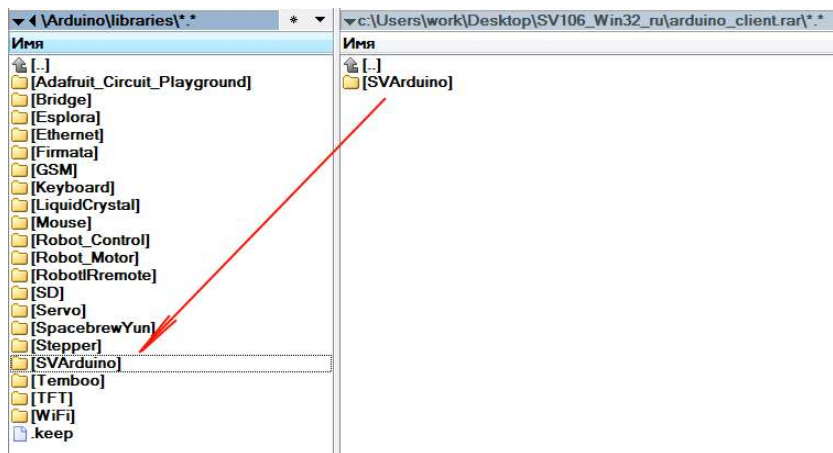 \Arduino\libraries\*.*
*
Имя
[..]
[Adafruit_Circuit_Playground]
[Bridge]
[Esplora]
[Ethernet]
[Firmata]
[GSM]
[Keyboard]
[LiquidCrystal]
[Mouse]
[Robot_Control]
[Robot_Motor]
[RobotIRremote]
[SD]
[Servo]
[SpacebrewYun]
[Stepper]
[SVArduino]
[Temboo]
[TFT]
[WiFi]
.keep
c:\Users\work\Desktop\SV106_Win32_ru\arduino_client.rar\*.*
Имя
[..]
[SVArduino]